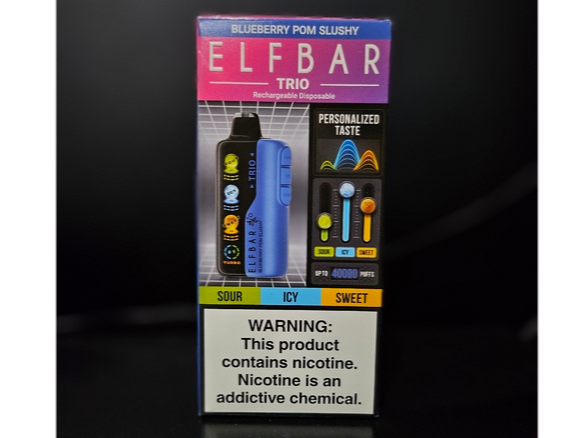 BLUEBERRY POM SLUSHY
ELFBAR
TRIO
Rechargeable Disposable
PERSONALIZED
TASTE
TRIO
ELFBAR
TURBO
SOUR ICY SWEET
UP TO 40000 PUFFS
SOUR ICY SWEET
WARNING:
This product
contains nicotine.
Nicotine is an
addictive chemical.